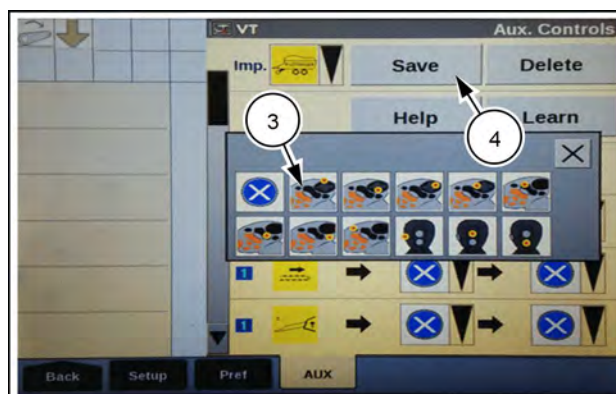 VT Aux. Controls
Imp. Save Delete
Help Learn
3
4
1
1
Back Setup Pref AUX